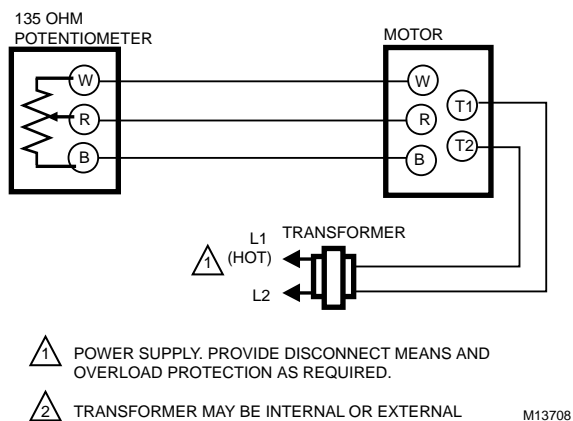 135 OHM
POTENTIOMETER
MOTOR
W
R
B
W
R
B
T1
T2
L1
(HOT)
L2
TRANSFORMER
1
1 POWER SUPPLY. PROVIDE DISCONNECT MEANS AND
OVERLOAD PROTECTION AS REQUIRED.
2 TRANSFORMER MAY BE INTERNAL OR EXTERNAL
M13708